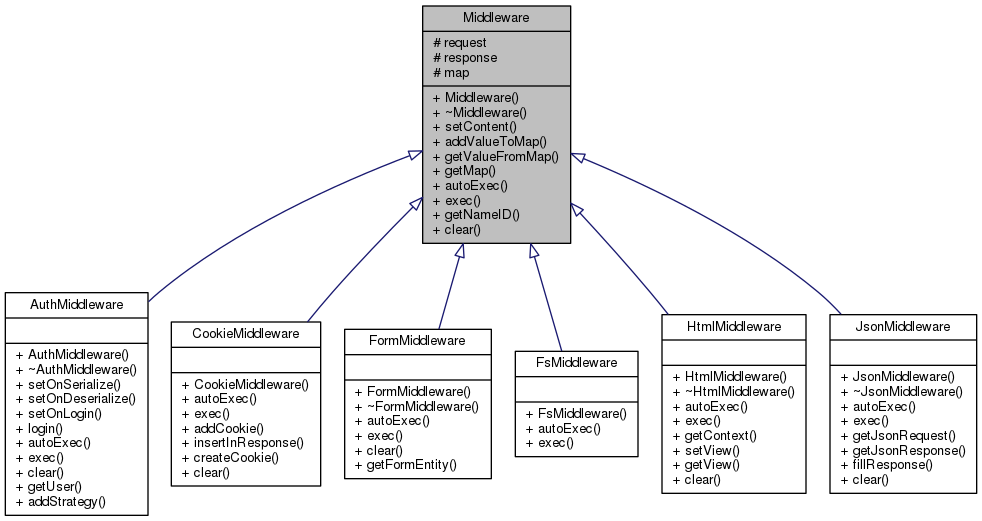 Middleware
# request
# response
# map
+ Middleware()
+ ~Middleware()
+ setContent()
+ addValueToMap()
+ getValueFromMap()
+ getMap()
+ autoExec()
+ exec()
+ getNameID()
+ clear()
AuthMiddleware
+ AuthMiddleware()
+ ~AuthMiddleware()
+ setOnSerialize()
+ setOnDeserialize()
+ setOnLogin()
+ login()
+ autoExec()
+ exec()
+ clear()
+ getUser()
+ addStrategy()
CookieMiddleware
+ CookieMiddleware()
+ autoExec()
+ exec()
+ addCookie()
+ insertInResponse()
+ createCookie()
+ clear()
FormMiddleware
+ FormMiddleware()
+ ~FormMiddleware()
+ autoExec()
+ exec()
+ clear()
+ getFormEntity()
FsMiddleware
+ FsMiddleware()
+ autoExec()
+ exec()
HtmlMiddleware
+ HtmlMiddleware()
+ ~HtmlMiddleware()
+ autoExec()
+ exec()
+ getContext()
+ setView()
+ getView()
+ clear()
JsonMiddleware
+ JsonMiddleware()
+ ~JsonMiddleware()
+ autoExec()
+ exec()
+ getJsonRequest()
+ getJsonResponse()
+ fillResponse()
+ clear()